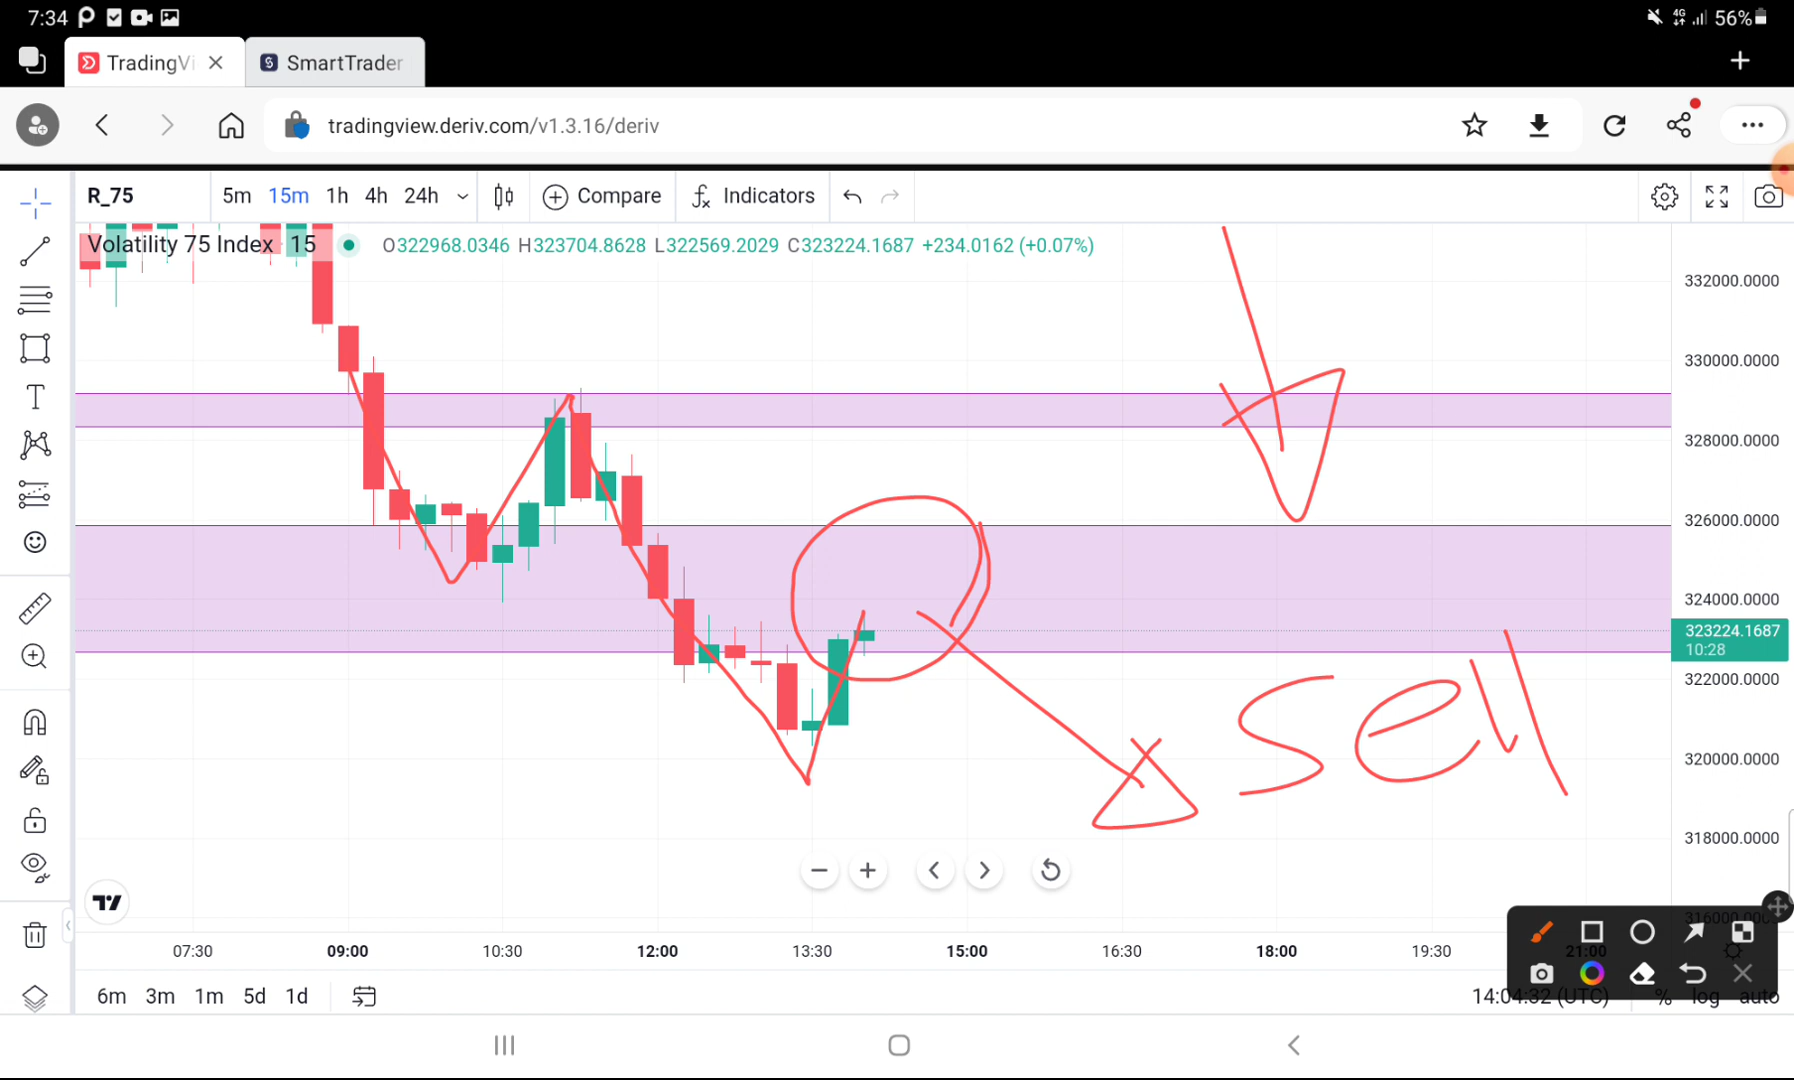 7:34 56%
TradingVi SmartTrader
tradingview.deriv.com/v1.3.16/deriv
R_75 5m 15m 1h 4h 24h Compare Indicators
Volatility 75 Index 15 O322968.0346 H323704.8628 L322569.2029 C323224.1687 +234.0162 (+0.07%)
332000.0000
330000.0000
328000.0000
326000.0000
324000.0000
323224.1687
10:28
322000.0000
sell
320000.0000
318000.0000
316000.000
07:30 09:00 10:30 12:00 13:30 15:00 16:30 18:00 19:30 21:00
6m 3m 1m 5d 1d 14:04:32 (UTC) % log auto